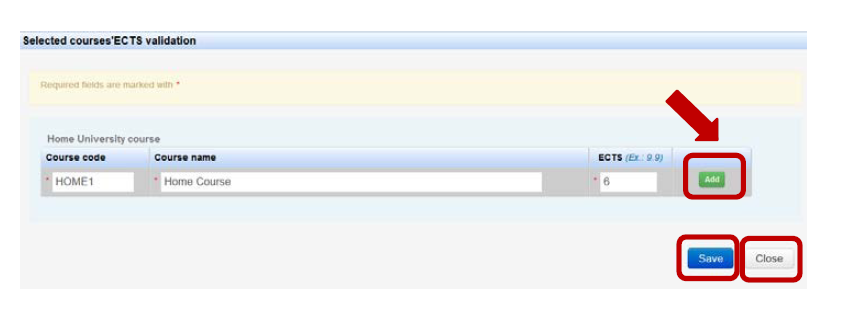 Selected courses'ECTS validation
Required fields are marked with *
Home University course
Course code Course name ECTS (Ex.: 9.9)
* HOME1 * Home Course * 6 Add
Save Close